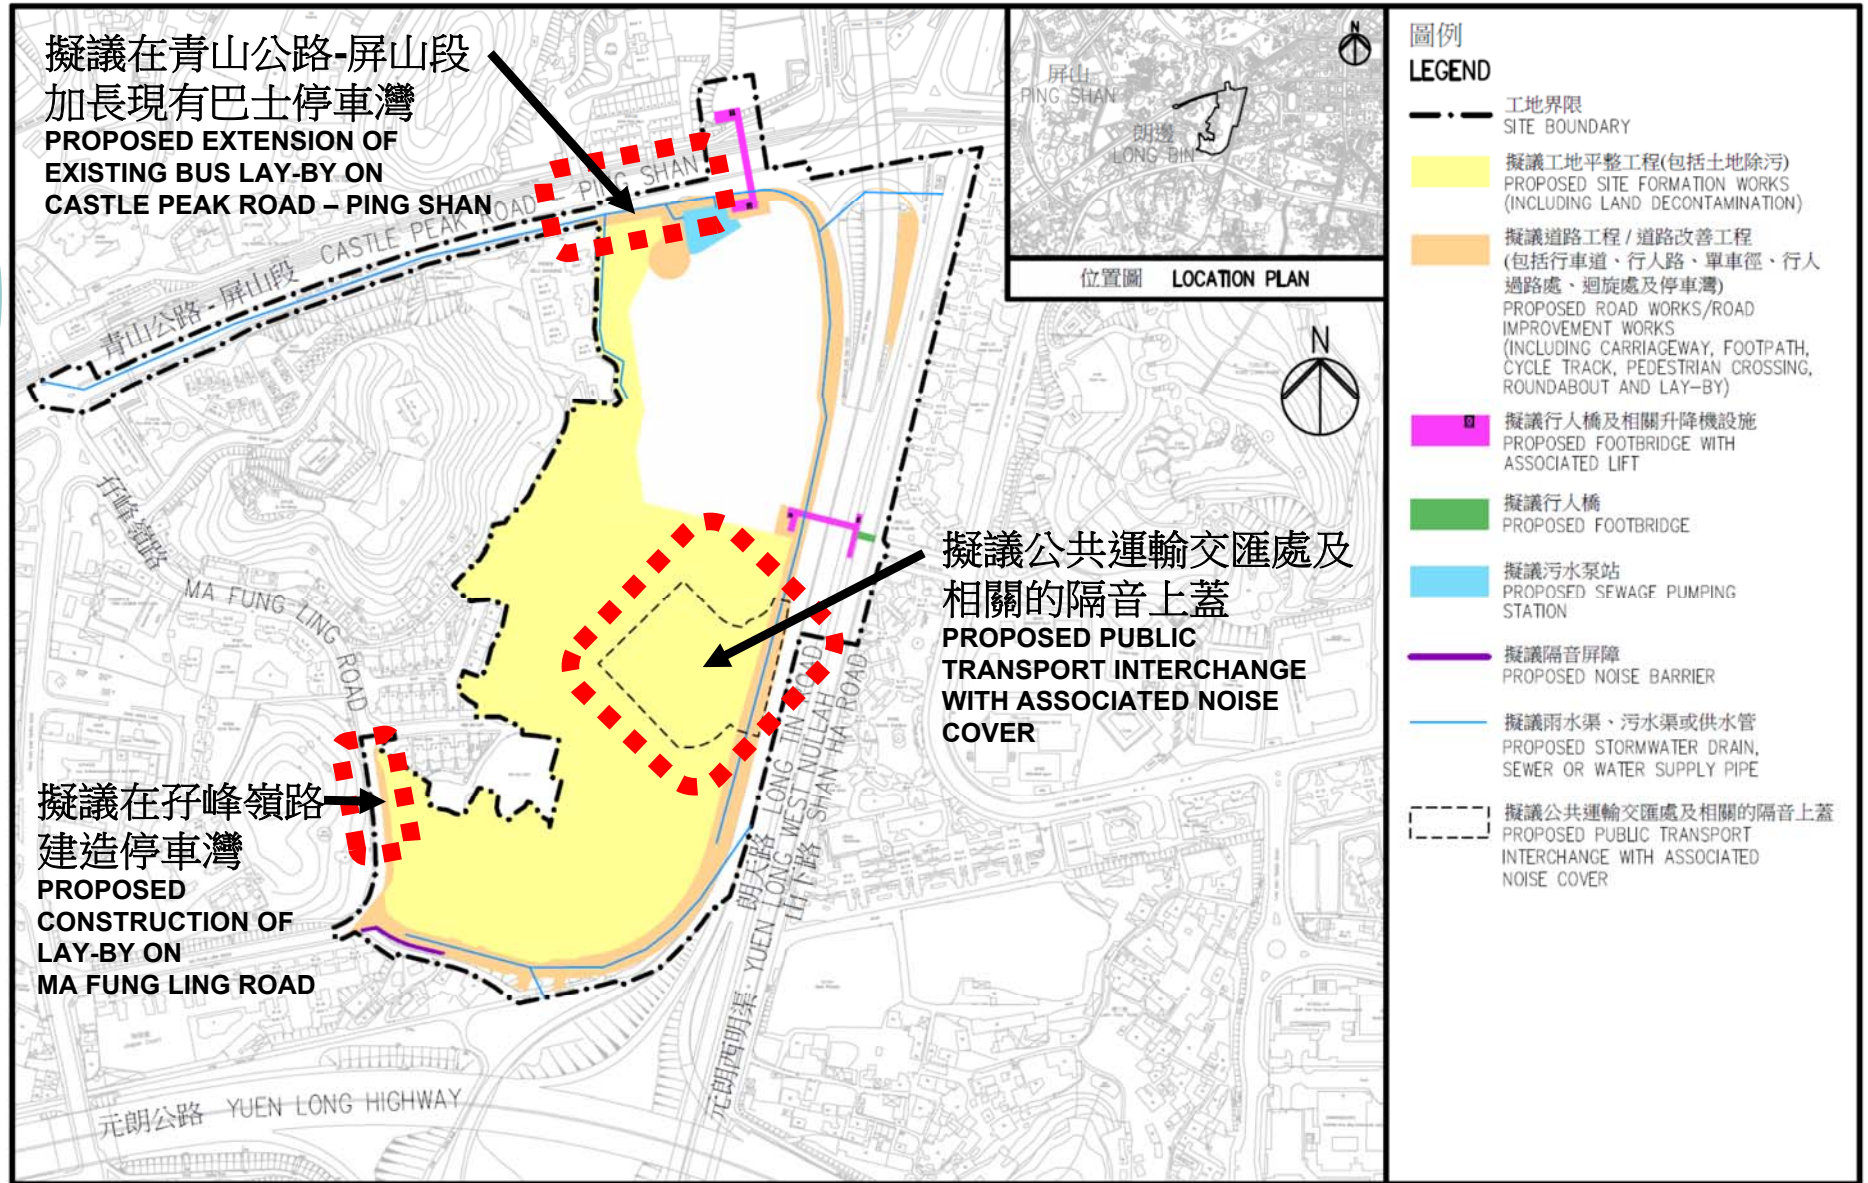 擬議在青山公路-屏山段
加長現有巴士停車灣
PROPOSED EXTENSION OF
EXISTING BUS LAY-BY ON
CASTLE PEAK ROAD – PING SHAN
青山公路-屏山段 CASTLE PEAK ROAD – PING SHAN
屏山
PING SHAN
朗邊
LONG BIN
N
位置圖 LOCATION PLAN
N
孖峰嶺路
MA FUNG LING ROAD
擬議公共運輸交匯處及
相關的隔音上蓋
PROPOSED PUBLIC
TRANSPORT INTERCHANGE
WITH ASSOCIATED NOISE
COVER
擬議在孖峰嶺路
建造停車灣
PROPOSED
CONSTRUCTION OF
LAY-BY ON
MA FUNG LING ROAD
朗天路 LONG TIN ROAD
元朗西明渠 YUEN LONG WEST NULLAH
山下路 SHAN HA ROAD
元朗公路 YUEN LONG HIGHWAY
圖例
LEGEND
工地界限
SITE BOUNDARY
擬議工地平整工程(包括土地除污)
PROPOSED SITE FORMATION WORKS
(INCLUDING LAND DECONTAMINATION)
擬議道路工程 / 道路改善工程
(包括行車道、行人路、單車徑、行人
過路處、迴旋處及停車灣)
PROPOSED ROAD WORKS/ROAD
IMPROVEMENT WORKS
(INCLUDING CARRIAGEWAY, FOOTPATH,
CYCLE TRACK, PEDESTRIAN CROSSING,
ROUNDABOUT AND LAY-BY)
擬議行人橋及相關升降機設施
PROPOSED FOOTBRIDGE WITH
ASSOCIATED LIFT
擬議行人橋
PROPOSED FOOTBRIDGE
擬議污水泵站
PROPOSED SEWAGE PUMPING
STATION
擬議隔音屏障
PROPOSED NOISE BARRIER
擬議雨水渠、污水渠或供水管
PROPOSED STORMWATER DRAIN,
SEWER OR WATER SUPPLY PIPE
擬議公共運輸交匯處及相關的隔音上蓋
PROPOSED PUBLIC TRANSPORT
INTERCHANGE WITH ASSOCIATED
NOISE COVER